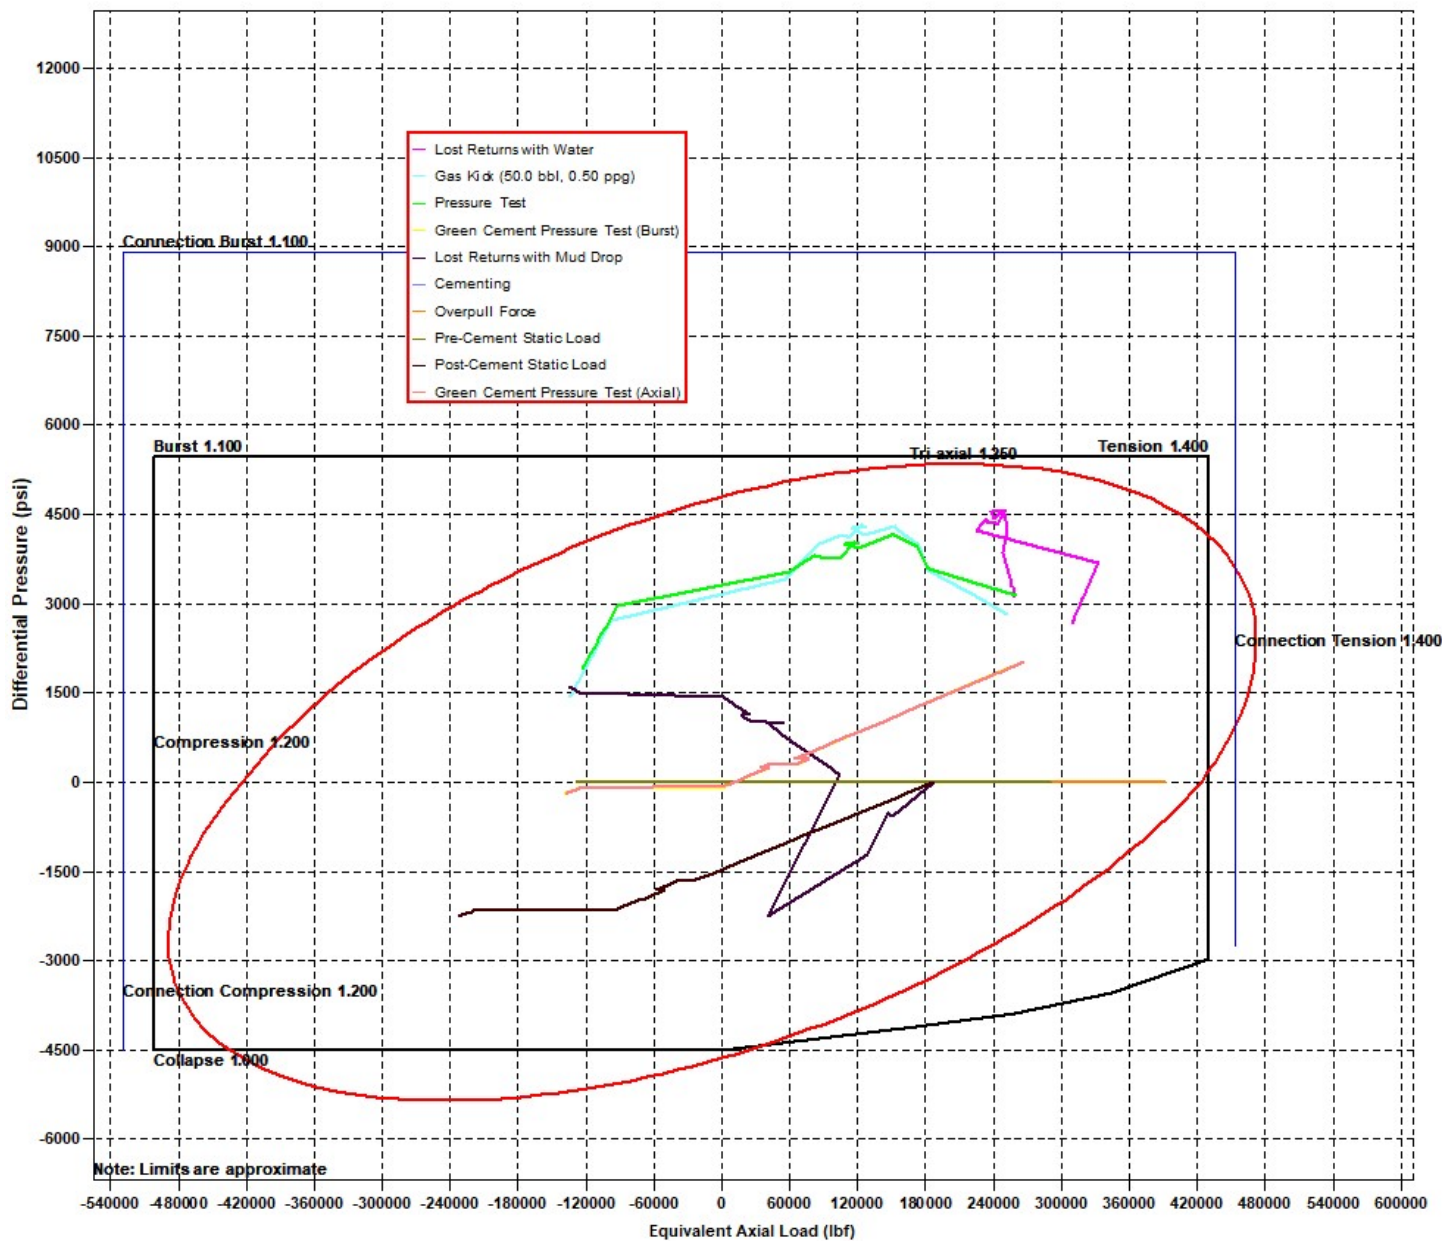 12000
10500
9000
7500
6000
4500
3000
1500
0
-1500
-3000
-4500
-6000
Differential Pressure (psi)
Lost Returns with Water
Gas Kick (50.0 bbl, 0.50 ppg)
Pressure Test
Green Cement Pressure Test (Burst)
Lost Returns with Mud Drop
Cementing
Overpull Force
Pre-Cement Static Load
Post-Cement Static Load
Green Cement Pressure Test (Axial)
Connection Burst 1.100
Burst 1.100
Tri axial 1.250
Tension 1.400
Connection Tension 1.400
Compression 1.200
Connection Compression 1.200
Collapse 1.000
Note: Limits are approximate
-540000 -480000 -420000 -360000 -300000 -240000 -180000 -120000 -60000 0 60000 120000 180000 240000 300000 360000 420000 480000 540000 600000
Equivalent Axial Load (lbf)